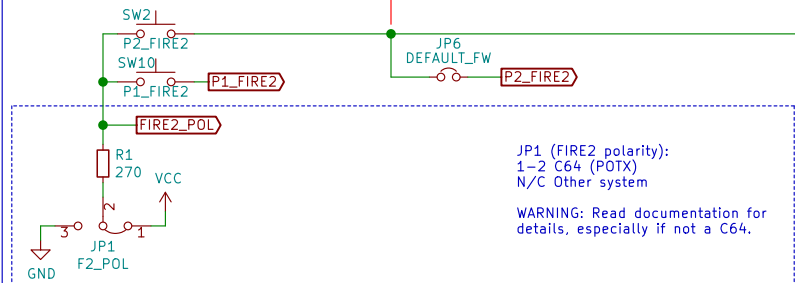 SW2
P2_FIRE2
SW10
P1_FIRE2
P1_FIRE2
JP6
DEFAULT_FW
P2_FIRE2
FIRE2_POL
R1
270
VCC
2
3
1
JP1
F2_POL
GND
JP1 (FIRE2 polarity):
1-2 C64 (POTX)
N/C Other system
WARNING: Read documentation for
details, especially if not a C64.